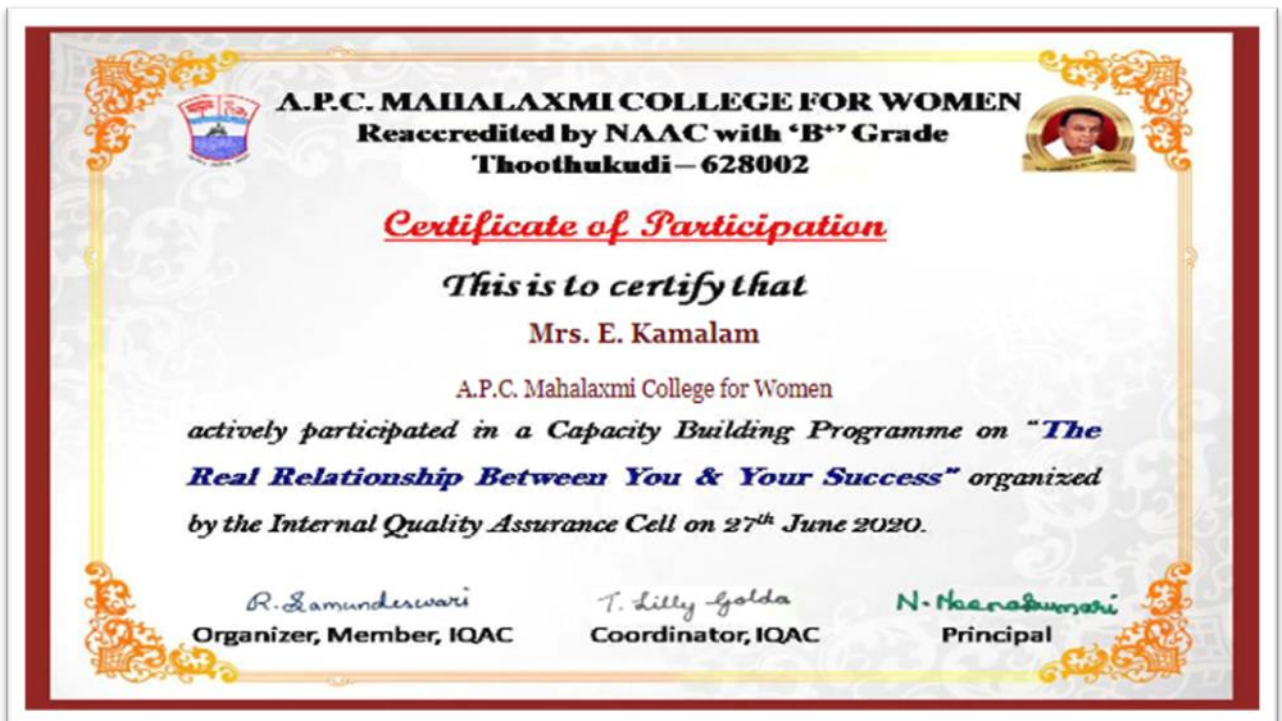 A.P.C. MAHALAXMI COLLEGE FOR WOMEN
Reaccredited by NAAC with ‘B⁺’ Grade
Thoothukudi – 628002
Certificate of Participation
This is to certify that
Mrs. E. Kamalam
A.P.C. Mahalaxmi College for Women
actively participated in a Capacity Building Programme on “The
Real Relationship Between You & Your Success” organized
by the Internal Quality Assurance Cell on 27th June 2020.
T. Lilly Golda
Organizer, Member, IQAC Coordinator, IQAC Principal